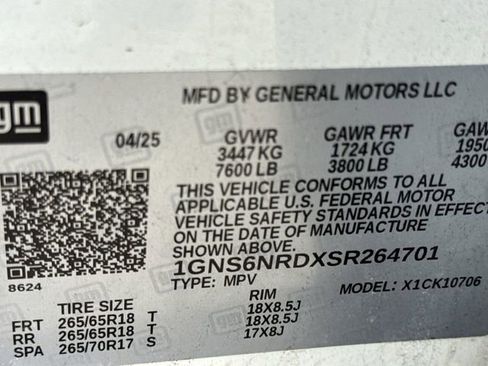 gm
MFD BY GENERAL MOTORS LLC
04/25 GVWR GAWR FRT GAW
3447 KG 1724 KG 1950
7600 LB 3800 LB 4300
THIS VEHICLE CONFORMS TO ALL
APPLICABLE U.S. FEDERAL MOTOR
VEHICLE SAFETY STANDARDS IN EFFECT
ON THE DATE OF MANUFACTURE
SHOWN ABOVE.
1GNS6NRDXSR264701
8624 TYPE: MPV MODEL: X1CK10706
TIRE SIZE RIM
FRT 265/65R18 T 18X8.5J
RR 265/65R18 T 18X8.5J
SPA 265/70R17 S 17X8J